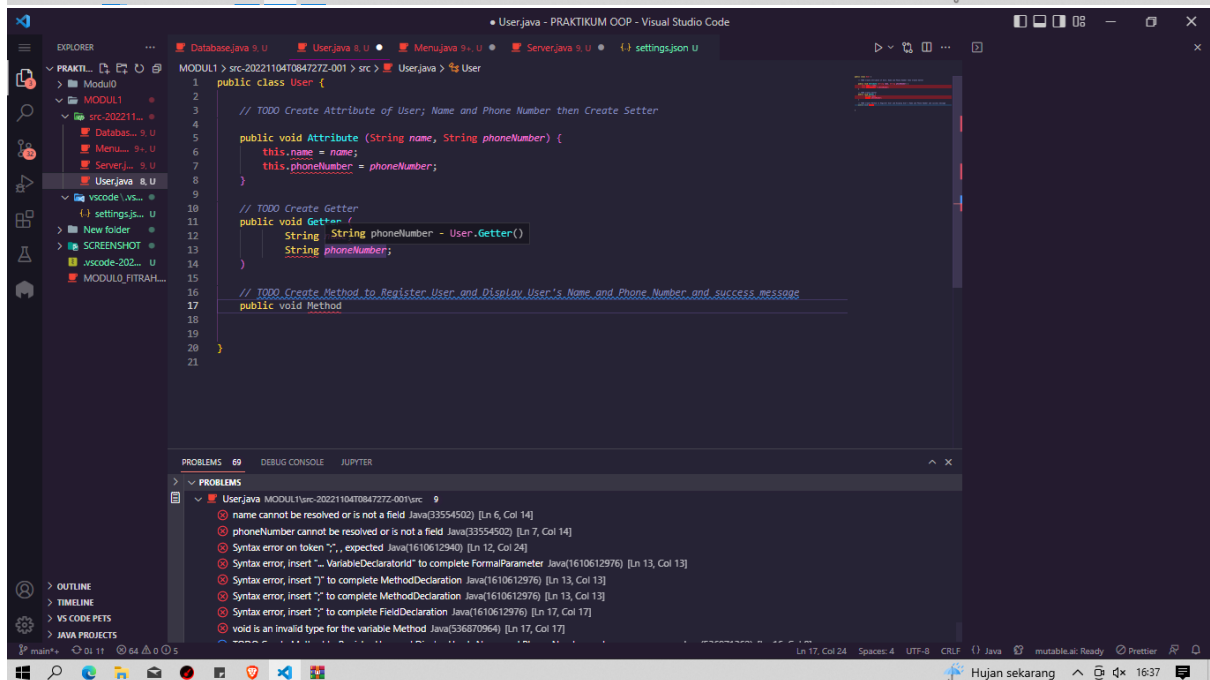 ● User.java - PRAKTIKUM OOP - Visual Studio Code
EXPLORER ...
Database.java 9, U User.java 8, U ● Menu.java 9+, U ● Server.java 9, U ● {..} settings.json U
PRAKTI...
MODUL1 > src-20221104T084727Z-001 > src > User.java > User
> Modul0
MODUL1
src-202211...
Databas... 9, U
Menu.... 9+, U
Server.j... 9, U
User.java 8, U
vscode \.vs...
{..} settings.js... U
> New folder
> SCREENSHOT
.vscode-202... U
MODUL0_FITRAH....
1 public class User {
2
3 // TODO Create Attribute of User; Name and Phone Number then Create Setter
4
5 public void Attribute (String name, String phoneNumber) {
6 this.name = name;
7 this.phoneNumber = phoneNumber;
8 }
9
10 // TODO Create Getter
11 public void Getter (
12 String
String phoneNumber - User.Getter()
13 String phoneNumber;
14 )
15
16 // TODO Create Method to Register User and Display User's Name and Phone Number and success message
17 public void Method
18
19
20 }
21
PROBLEMS 69 DEBUG CONSOLE JUPYTER
PROBLEMS
User.java MODUL1\src-20221104T084727Z-001\src 9
name cannot be resolved or is not a field Java(33554502) [Ln 6, Col 14]
phoneNumber cannot be resolved or is not a field Java(33554502) [Ln 7, Col 14]
Syntax error on token ";", , expected Java(1610612940) [Ln 12, Col 24]
Syntax error, insert "... VariableDeclaratorId" to complete FormalParameter Java(1610612976) [Ln 13, Col 13]
Syntax error, insert ")" to complete MethodDeclaration Java(1610612976) [Ln 13, Col 13]
Syntax error, insert ";" to complete MethodDeclaration Java(1610612976) [Ln 13, Col 13]
Syntax error, insert ";" to complete FieldDeclaration Java(1610612976) [Ln 17, Col 17]
void is an invalid type for the variable Method Java(536870964) [Ln 17, Col 17]
> OUTLINE
> TIMELINE
> VS CODE PETS
> JAVA PROJECTS
main*+ 0↓ 1↑ 64 0 5 Ln 17, Col 24 Spaces: 4 UTF-8 CRLF {} Java mutable.ai: Ready Prettier
Hujan sekarang 16:37